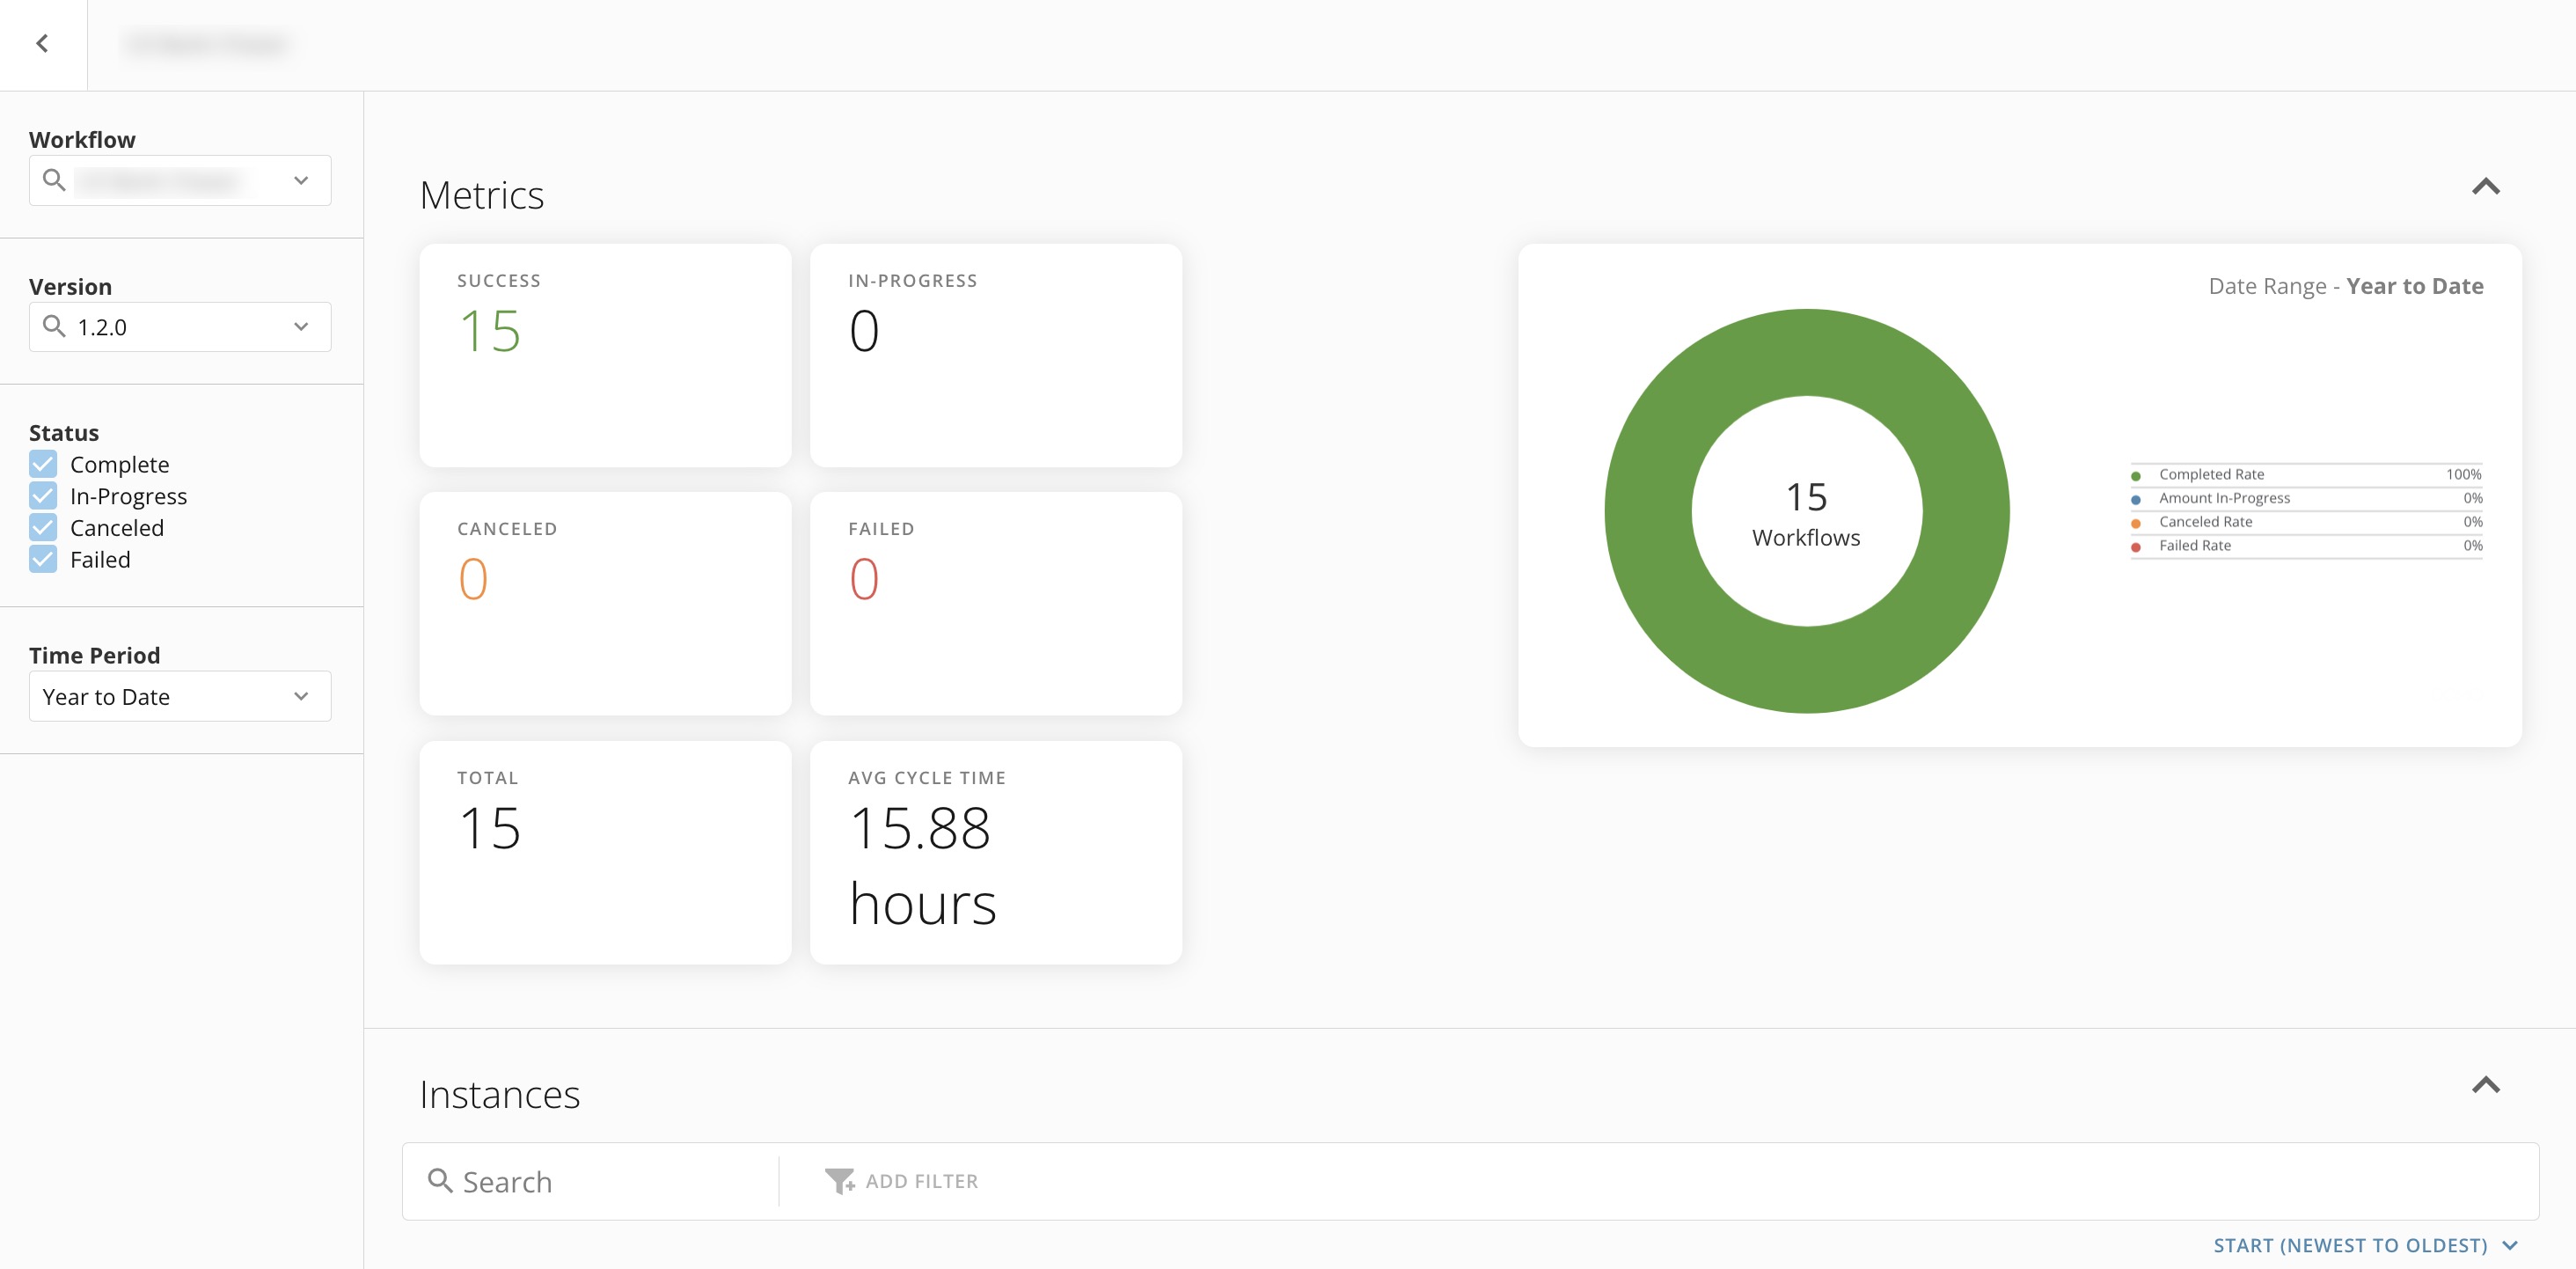 Workflow
Version
1.2.0
Status
Complete
In-Progress
Canceled
Failed
Time Period
Year to Date
Metrics
SUCCESS
15
IN-PROGRESS
0
CANCELED
0
FAILED
0
TOTAL
15
AVG CYCLE TIME
15.88
hours
Date Range - Year to Date
15
Workflows
Completed Rate 100%
Amount In-Progress 0%
Canceled Rate 0%
Failed Rate 0%
Instances
Search
ADD FILTER
START (NEWEST TO OLDEST)